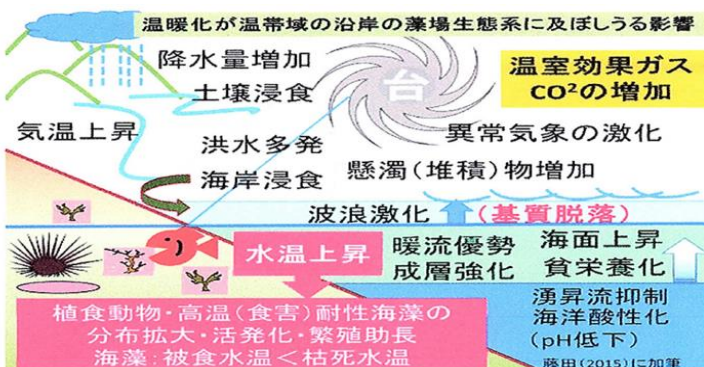 温暖化が温帯域の沿岸の藻場生態系に及ぼしうる影響
降水量増加
土壌浸食
台
温室効果ガス
CO²の増加
気温上昇
洪水多発
異常気象の激化
海岸浸食
懸濁(堆積)物増加
波浪激化
(基質脱落)
水温上昇
暖流優勢
成層強化
海面上昇
貧栄養化
植食動物・高温(食害)耐性海藻の
分布拡大・活発化・繁殖助長
海藻:被食水温<枯死水温
湧昇流抑制
海洋酸性化
(pH低下)
藤田(2015)に加筆